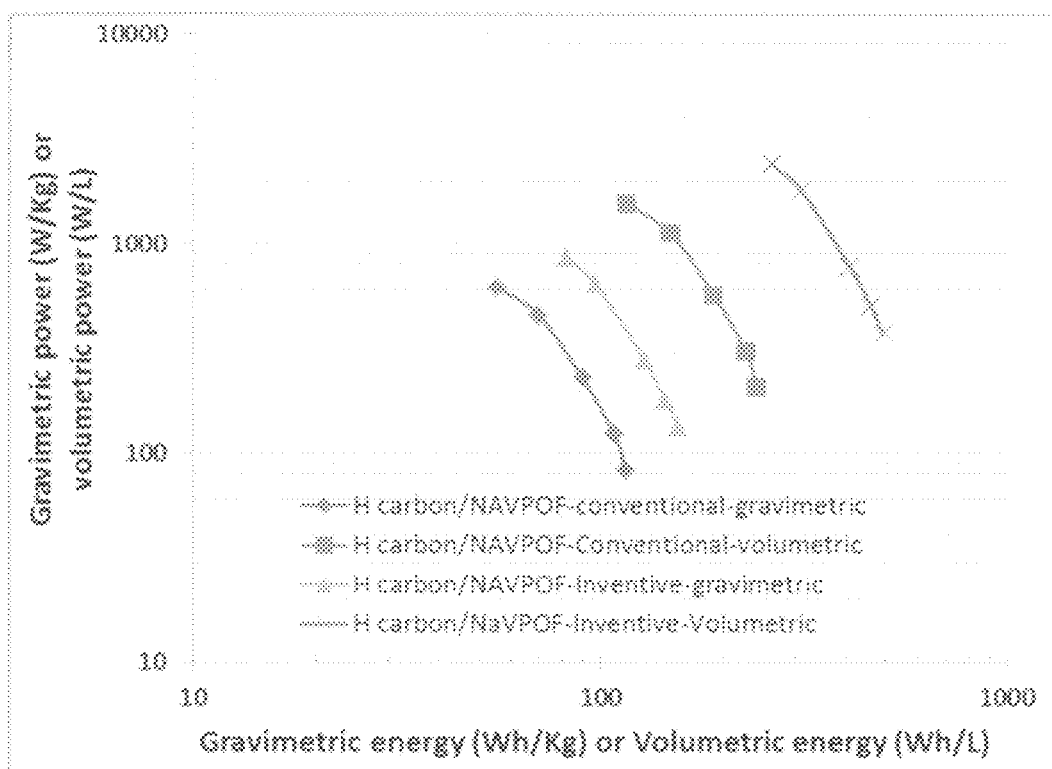 10000
1000
100
10
Gravimetric power (W/Kg) or
volumetric power (W/L)
H carbon/NAVPOF-conventional-gravimetric
H carbon/NAVPOF-Conventional-volumetric
H carbon/NAVPOF-Inventive-gravimetric
H carbon/NaVPOF-Inventive-Volumetric
10
100
1000
Gravimetric energy (Wh/Kg) or Volumetric energy (Wh/L)